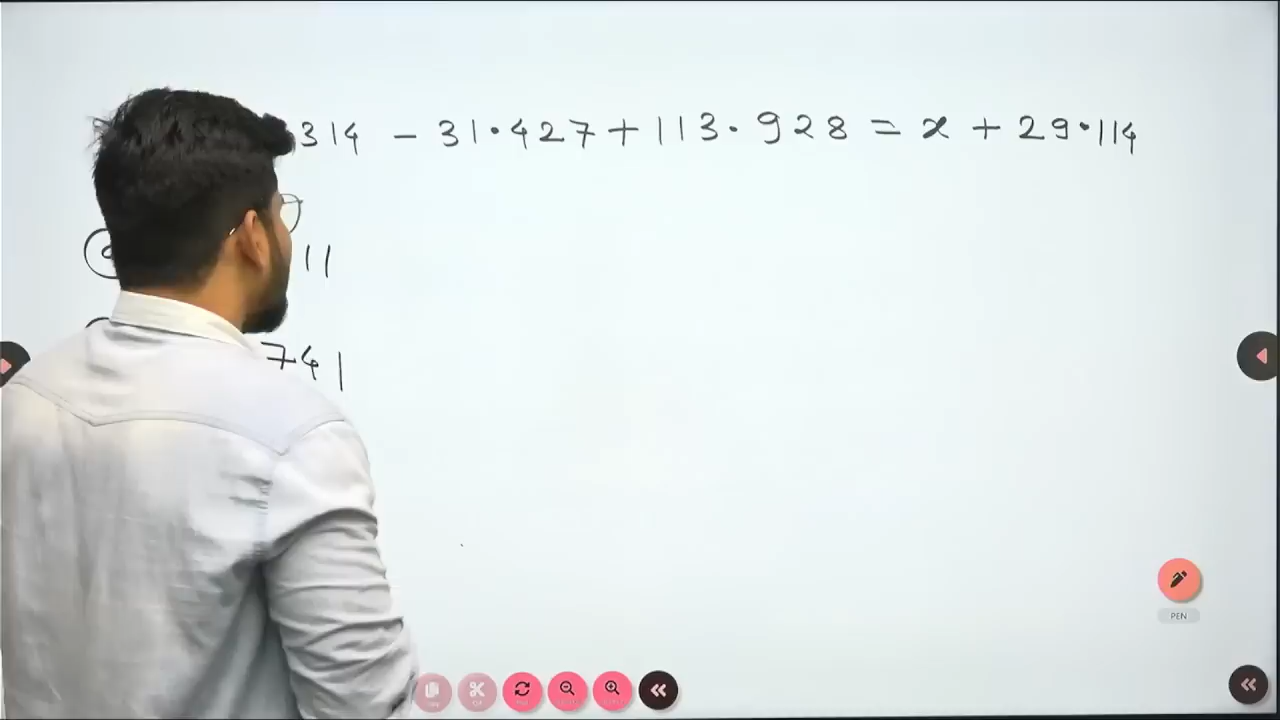 314 - 31.427 + 113.928 = x + 29.114
11
741
PEN